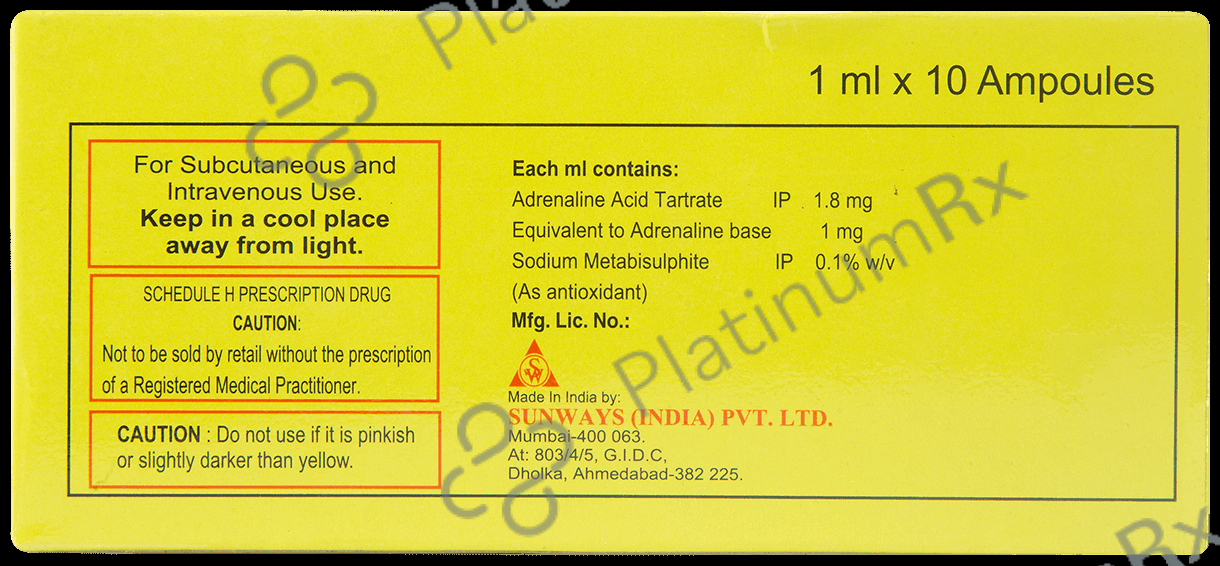 1 ml x 10 Ampoules
For Subcutaneous and
Intravenous Use.
Keep in a cool place
away from light.
SCHEDULE H PRESCRIPTION DRUG
CAUTION:
Not to be sold by retail without the prescription
of a Registered Medical Practitioner.
CAUTION : Do not use if it is pinkish
or slightly darker than yellow.
Each ml contains:
Adrenaline Acid Tartrate IP 1.8 mg
Equivalent to Adrenaline base 1 mg
Sodium Metabisulphite IP 0.1% w/v
(As antioxidant)
Mfg. Lic. No.:
SW
Made In India by:
SUNWAYS (INDIA) PVT. LTD.
Mumbai-400 063.
At: 803/4/5, G.I.D.C,
Dholka, Ahmedabad-382 225.
Platin
PlatinumRx
PlatinumRx
Rx